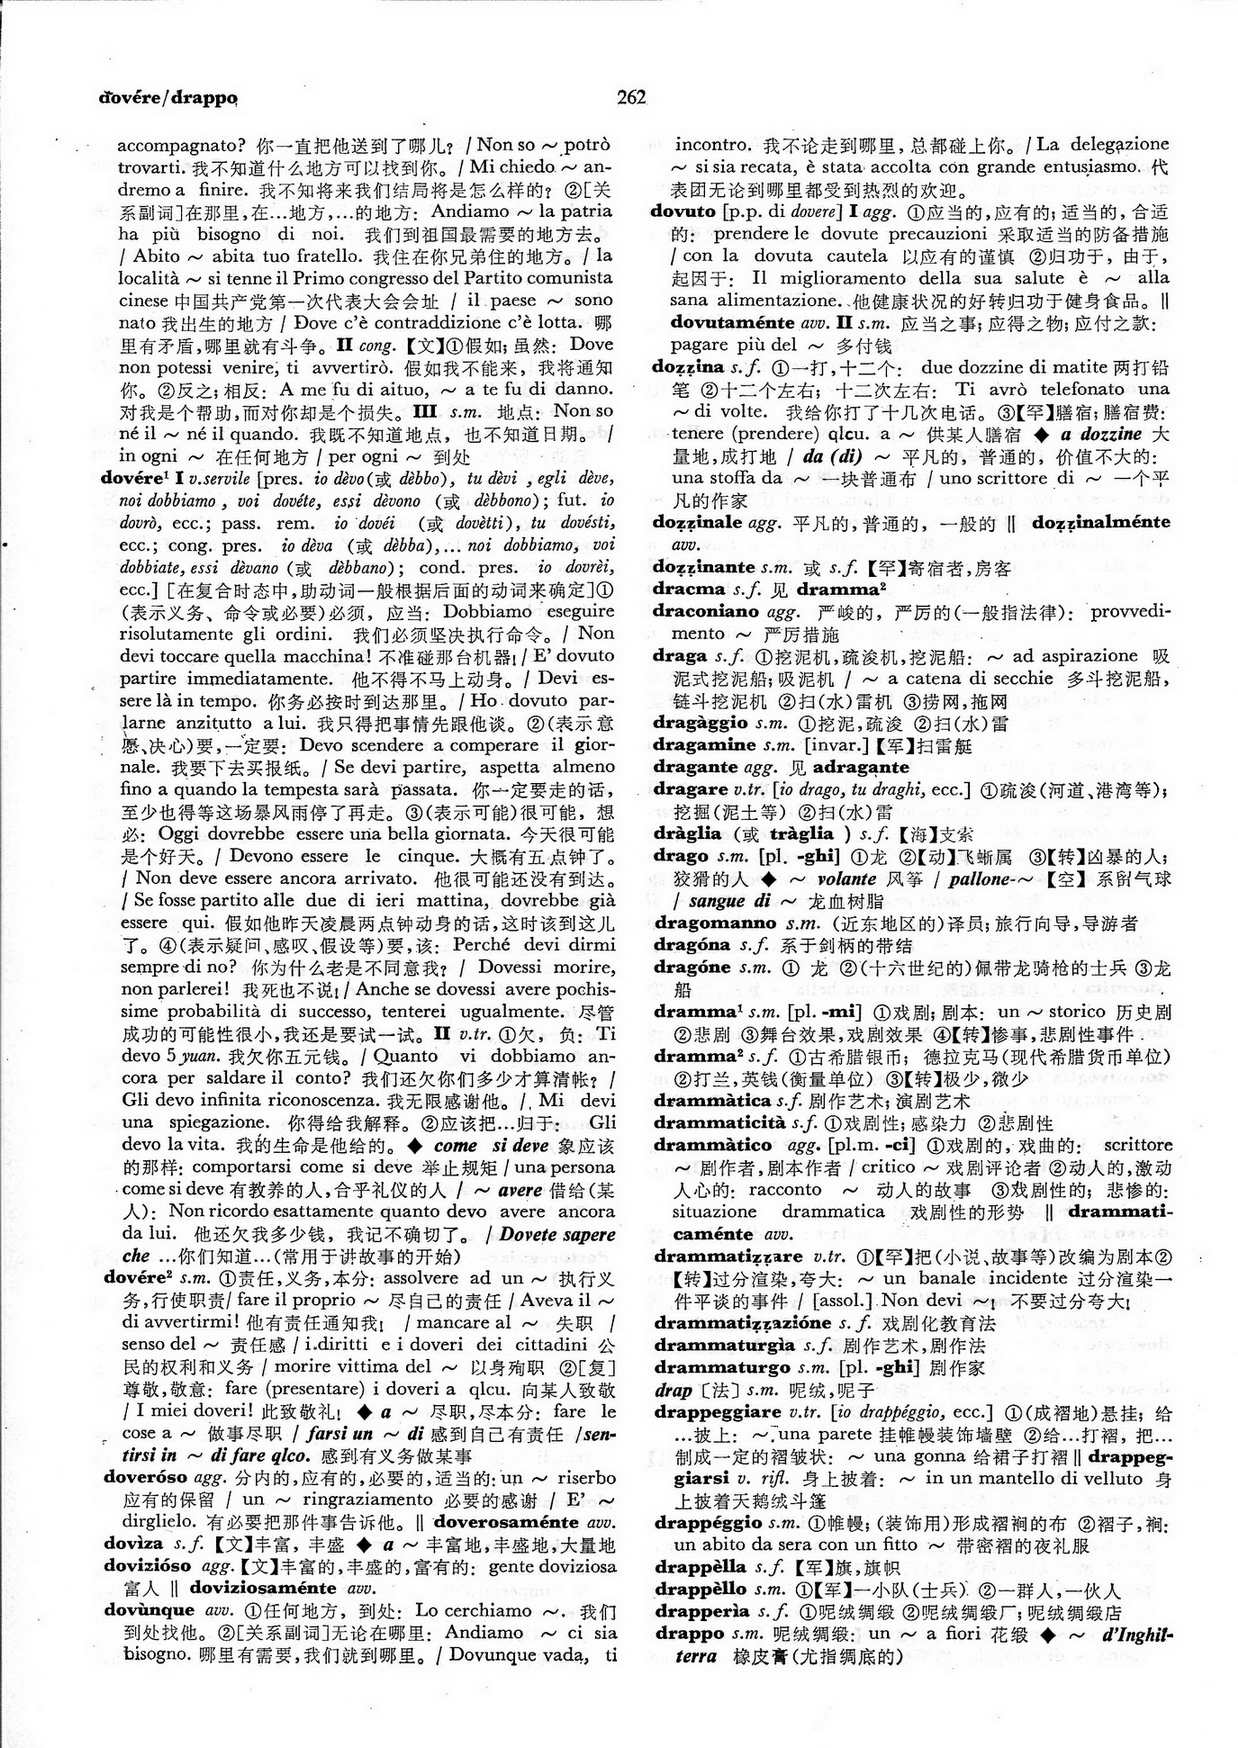 dovére/drappo
262
accompagnato? 你一直把他送到了哪儿? / Non so ～ potrò
trovarti. 我不知道什么地方可以找到你。/ Mi chiedo ～ an-
dremo a finire. 我不知将来我们结局将是怎么样的? ②[关
系副词]在那里,在…地方,…的地方: Andiamo ～ la patria
ha più bisogno di noi. 我们到祖国最需要的地方去。
/ Abito ～ abita tuo fratello. 我住在你兄弟住的地方。/ la
località ～ si tenne il Primo congresso del Partito comunista
cinese 中国共产党第一次代表大会会址 / il paese ～ sono
nato 我出生的地方 / Dove c'è contraddizione c'è lotta. 哪
里有矛盾,哪里就有斗争。II cong.【文】①假如; 虽然: Dove
non potessi venire, ti avvertirò. 假如我不能来, 我将通知
你。②反之; 相反: A me fu di aituo, ～ a te fu di danno.
对我是个帮助,而对你却是个损失。III s.m. 地点: Non so
né il ～ né il quando. 我既不知道地点, 也不知道日期。 /
in ogni ～ 在任何地方 / per ogni ～ 到处
dovére¹ I v.servile [pres. io dèvo(或 dèbbo), tu dèvi, egli dève,
noi dobbiamo, voi dovéte, essi dèvono (或 dèbbono); fut. io
dovrò, ecc.; pass. rem. io dovéi (或 dovètti), tu dovésti,
ecc.; cong. pres. io dèva (或 dèbba),... noi dobbiamo, voi
dobbiate, essi dèvano (或 dèbbano); cond. pres. io dovrèi,
ecc.] [在复合时态中,助动词一般根据后面的动词来确定]①
(表示义务、命令或必要)必须, 应当: Dobbiamo eseguire
risolutamente gli ordini. 我们必须坚决执行命令。/ Non
devi toccare quella macchina! 不准碰那台机器! / E' dovuto
partire immediatamente. 他不得不马上动身。/ Devi es-
sere là in tempo. 你务必按时到达那里。/ Ho dovuto par-
larne anzitutto a lui. 我只得把事情先跟他谈。②(表示意
愿、决心)要,一定要: Devo scendere a comperare il gior-
nale. 我要下去买报纸。/ Se devi partire, aspetta almeno
fino a quando la tempesta sarà passata. 你一定要走的话,
至少也得等这场暴风雨停了再走。③(表示可能)很可能, 想
必: Oggi dovrebbe essere una bella giornata. 今天很可能
是个好天。/ Devono essere le cinque. 大概有五点钟了。
/ Non deve essere ancora arrivato. 他很可能还没有到达。
/ Se fosse partito alle due di ieri mattina, dovrebbe già
essere qui. 假如他昨天凌晨两点钟动身的话,这时该到这儿
了。④(表示疑问、感叹、假设等)要,该: Perché devi dirmi
sempre di no? 你为什么老是不同意我? / Dovessi morire,
non parlerei! 我死也不说! / Anche se dovessi avere pochis-
sime probabilità di successo, tenterei ugualmente. 尽管
成功的可能性很小,我还是要试一试。II v.tr. ①欠, 负: Ti
devo 5 yuan. 我欠你五元钱。/ Quanto vi dobbiamo an-
cora per saldare il conto? 我们还欠你们多少才算清帐? /
Gli devo infinita riconoscenza. 我无限感谢他。/ Mi devi
una spiegazione. 你得给我解释。②应该把…归于: Gli
devo la vita. 我的生命是他给的。◆ come si deve 象应该
的那样: comportarsi come si deve 举止规矩 / una persona
come si deve 有教养的人,合乎礼仪的人 / ～ avere 借给(某
人): Non ricordo esattamente quanto devo avere ancora
da lui. 他还欠我多少钱, 我记不确切了。 / Dovete sapere
che …你们知道…(常用于讲故事的开始)
dovére² s.m. ①责任,义务,本分: assolvere ad un ～ 执行义
务,行使职责/ fare il proprio ～ 尽自己的责任 / Aveva il ～
di avvertirmi! 他有责任通知我! / mancare al ～ 失职 /
senso del ～ 责任感 / i diritti e i doveri dei cittadini 公
民的权利和义务 / morire vittima del ～ 以身殉职 ②[复]
尊敬,敬意: fare (presentare) i doveri a qlcu. 向某人致敬
/ I miei doveri! 此致敬礼! ◆ a ～ 尽职,尽本分: fare le
cose a ～ 做事尽职 / farsi un ～ di 感到自己有责任 /sen-
tirsi in ～ di fare qlco. 感到有义务做某事
doveróso agg. 分内的,应有的,必要的,适当的: un ～ riserbo
应有的保留 / un ～ ringraziamento 必要的感谢 / E' ～
dirglielo. 有必要把那件事告诉他。‖ doverosaménte avv.
dovìza s.f. 【文】丰富, 丰盛 ◆ a ～ 丰富地,丰盛地,大量地
dovizióso agg.【文】丰富的,丰盛的,富有的: gente doviziosa
富人 ‖ doviziosaménte avv.
dovùnque avv. ①任何地方, 到处: Lo cerchiamo ～. 我们
到处找他。②[关系副词]无论在哪里: Andiamo ～ ci sia
bisogno. 哪里有需要,我们就到哪里。/ Dovunque vada, ti
incontro. 我不论走到哪里, 总都碰上你。/ La delegazione
～ si sia recata, è stata accolta con grande entusiasmo. 代
表团无论到哪里都受到热烈的欢迎。
dovuto [p.p. di dovere] I agg. ①应当的,应有的; 适当的, 合适
的: prendere le dovute precauzioni 采取适当的防备措施
/ con la dovuta cautela 以应有的谨慎 ②归功于, 由于,
起因于: Il miglioramento della sua salute è ～ alla
sana alimentazione. 他健康状况的好转归功于健身食品。‖
dovutaménte avv. II s.m. 应当之事; 应得之物; 应付之款:
pagare più del ～ 多付钱
doẓẓina s.f. ①一打,十二个: due dozzine di matite 两打铅
笔 ②十二个左右; 十二次左右: Ti avrò telefonato una
～ di volte. 我给你打了十几次电话。③【罕】膳宿; 膳宿费:
tenere (prendere) qlcu. a ～ 供某人膳宿 ◆ a dozzine 大
量地,成打地 / da (di) ～ 平凡的, 普通的, 价值不大的:
una stoffa da ～ 一块普通布 / uno scrittore di ～ 一个平
凡的作家
doẓẓinale agg. 平凡的,普通的, 一般的 ‖ doẓẓinalménte
avv.
doẓẓinante s.m. 或 s.f.【罕】寄宿者,房客
dracma s.f. 见 dramma²
draconiano agg. 严峻的, 严厉的(一般指法律): provvedi-
mento ～ 严厉措施
draga s.f. ①挖泥机,疏浚机,挖泥船: ～ ad aspirazione 吸
泥式挖泥船; 吸泥机 / ～ a catena di secchie 多斗挖泥船,
链斗挖泥机 ②扫(水)雷机 ③捞网,拖网
dragàggio s.m. ①挖泥,疏浚 ②扫(水)雷
dragamine s.m. [invar.]【军】扫雷艇
dragante agg. 见 adragante
dragare v.tr. [io drago, tu draghi, ecc.] ①疏浚(河道、港湾等);
挖掘(泥土等) ②扫(水)雷
dràglia (或 tràglia ) s.f.【海】支索
drago s.m. [pl. -ghi] ①龙 ②【动】飞蜥属 ③【转】凶暴的人;
狡猾的人 ◆ ～ volante 风筝 / pallone-～ 【空】 系留气球
/ sangue di ～ 龙血树脂
dragomanno s.m. (近东地区的)译员; 旅行向导,导游者
dragóna s.f. 系于剑柄的带结
dragóne s.m. ① 龙 ②(十六世纪的)佩带龙骑枪的士兵 ③龙
船
dramma¹ s.m. [pl. -mi] ①戏剧; 剧本: un ～ storico 历史剧
②悲剧 ③舞台效果,戏剧效果 ④【转】惨事,悲剧性事件
dramma² s.f. ①古希腊银币; 德拉克马(现代希腊货币单位)
②打兰,英钱(衡量单位) ③【转】极少,微少
drammàtica s.f. 剧作艺术; 演剧艺术
drammaticità s.f. ①戏剧性; 感染力 ②悲剧性
drammàtico agg. [pl.m. -ci] ①戏剧的, 戏曲的: scrittore
～ 剧作者,剧本作者 / critico ～ 戏剧评论者 ②动人的,激动
人心的: racconto ～ 动人的故事 ③戏剧性的; 悲惨的:
situazione drammatica 戏剧性的形势 ‖ drammati-
caménte avv.
drammatiẓẓare v.tr. ①【罕】把(小说、故事等)改编为剧本②
【转】过分渲染,夸大: ～ un banale incidente 过分渲染一
件平谈的事件 / [assol.] Non devi ～! 不要过分夸大!
drammatiẓẓazióne s. f. 戏剧化教育法
drammaturgìa s.f. 剧作艺术,剧作法
drammaturgo s.m. [pl. -ghi] 剧作家
drap〔法〕s.m. 呢绒,呢子
drappeggiare v.tr. [io drappéggio, ecc.] ①(成褶地)悬挂; 给
…披上: ～ una parete 挂帷幔装饰墙壁 ②给…打褶, 把…
制成一定的褶皱状: ～ una gonna 给裙子打褶 ‖ drappeg-
giarsi v. rifl. 身上披着: ～ in un mantello di velluto 身
上披着天鹅绒斗篷
drappéggio s.m. ①帷幔; (装饰用)形成褶裥的布 ②褶子,裥:
un abito da sera con un fitto ～ 带密褶的夜礼服
drappèlla s.f.【军】旗,旗帜
drappèllo s.m. ①【军】一小队(士兵) ②一群人,一伙人
drapperìa s.f. ①呢绒绸缎 ②呢绒绸缎厂; 呢绒绸缎店
drappo s.m. 呢绒绸缎: un ～ a fiori 花缎 ◆ ～ d'Inghil-
terra 橡皮膏(尤指绸底的)